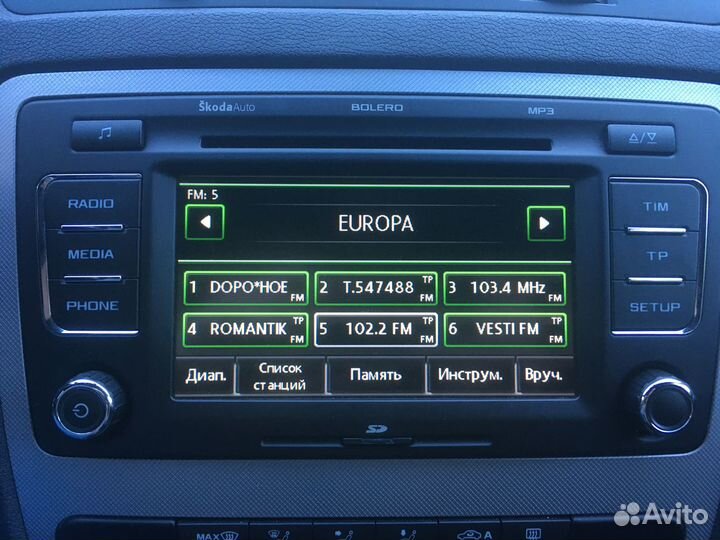 ŠkodaAuto BOLERO MP3
RADIO
MEDIA
PHONE
FM: 5
EUROPA
1 DOPO*HOE FM
2 T.547488 TP FM
3 103.4 MHz FM
4 ROMANTIK TP FM
5 102.2 FM TP FM
6 VESTI FM TP FM
Диап.
Список
станций
Память
Инструм.
Вруч.
TIM
TP
SETUP
SD
MAX
A
Avito